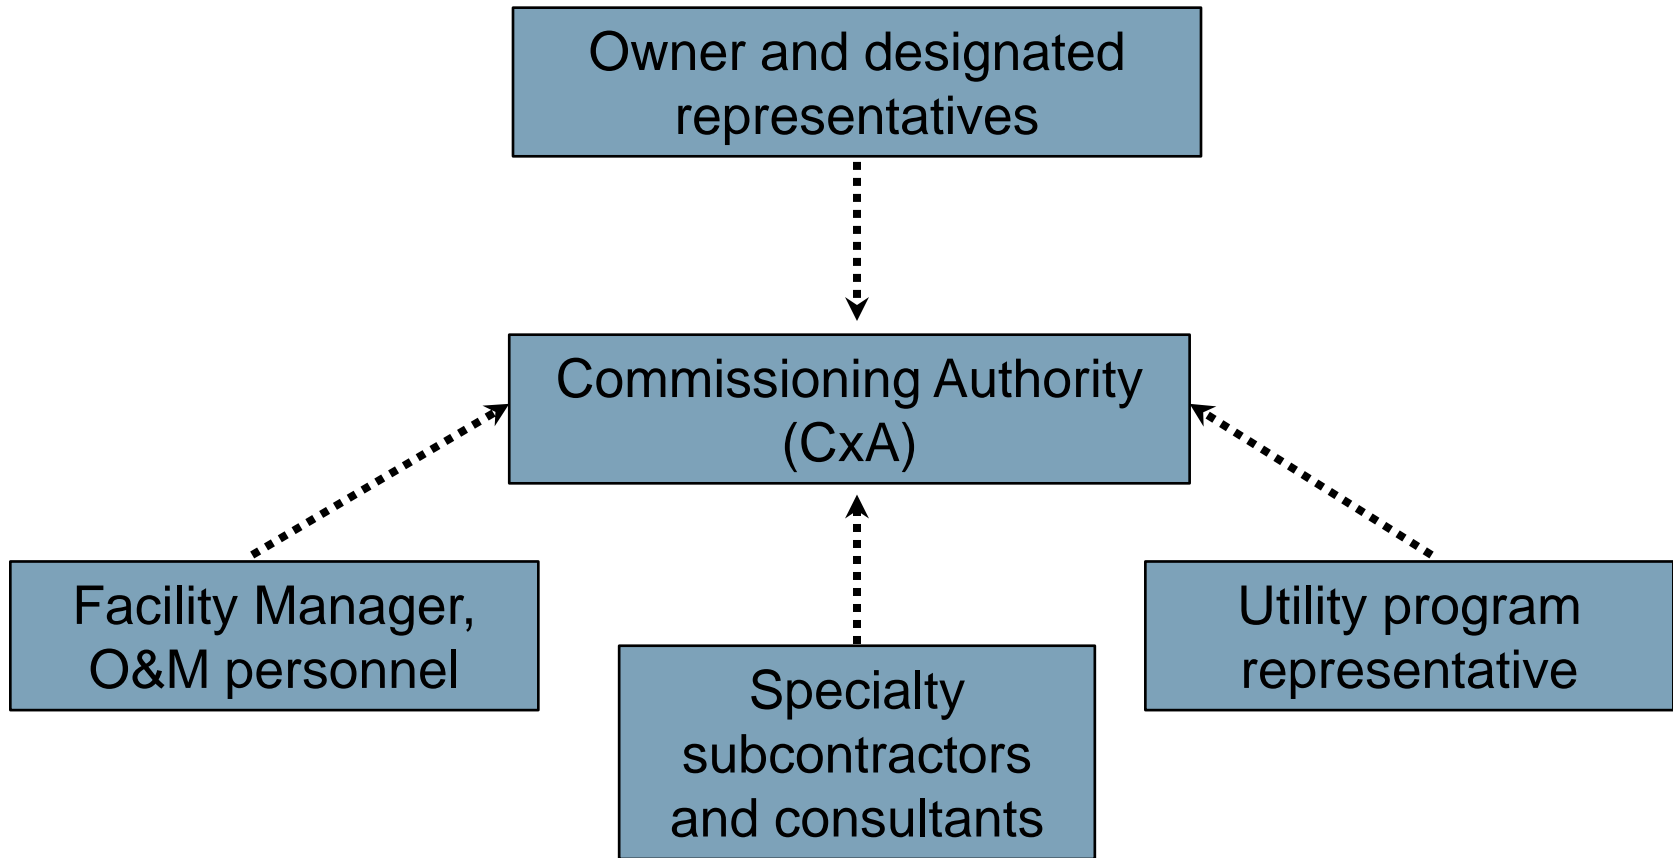 Owner and designated
representatives
Commissioning Authority
(CxA)
Facility Manager,
O&M personnel
Specialty
subcontractors
and consultants
Utility program
representative